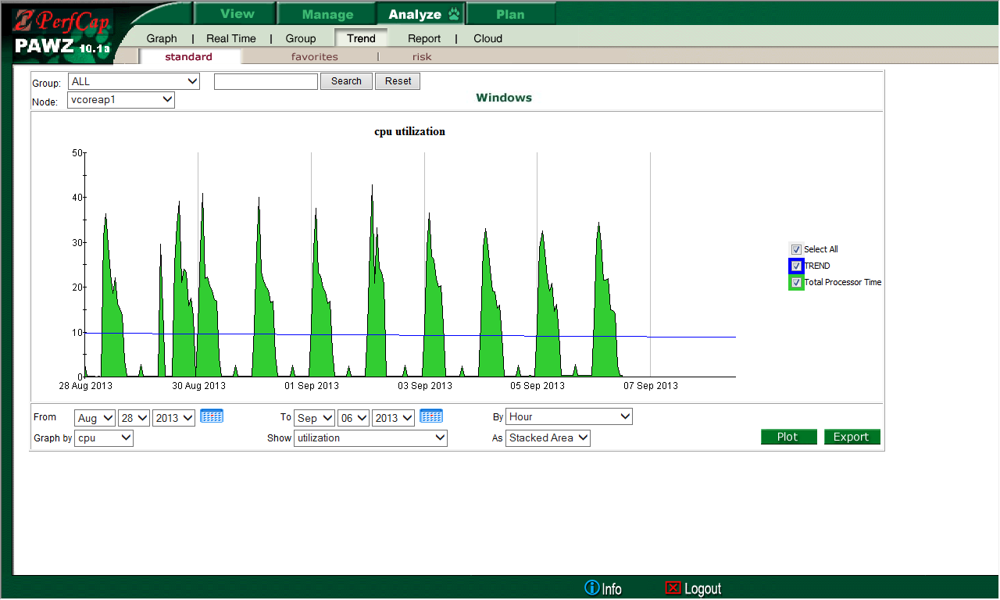 PerfCap
PAWZ 10.1a
View Manage Analyze Plan
Graph | Real Time | Group Trend Report | Cloud
standard favorites | risk
Group: ALL Search Reset
Node: vcoreap1
Windows
cpu utilization
50
40
30
20
10
0
28 Aug 2013 30 Aug 2013 01 Sep 2013 03 Sep 2013 05 Sep 2013 07 Sep 2013
Select All
TREND
Total Processor Time
From Aug 28 2013 To Sep 06 2013 By Hour
Graph by cpu Show utilization As Stacked Area Plot Export
Info Logout